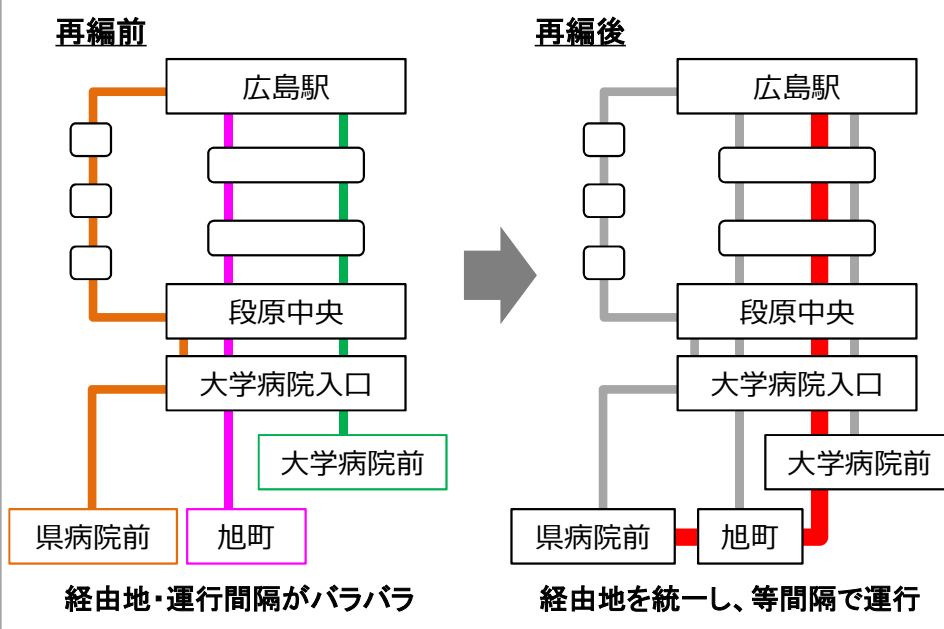 再編前
広島駅
段原中央
大学病院入口
大学病院前
県病院前
旭町
経由地・運行間隔がバラバラ
再編後
広島駅
段原中央
大学病院入口
大学病院前
県病院前
旭町
経由地を統一し、等間隔で運行